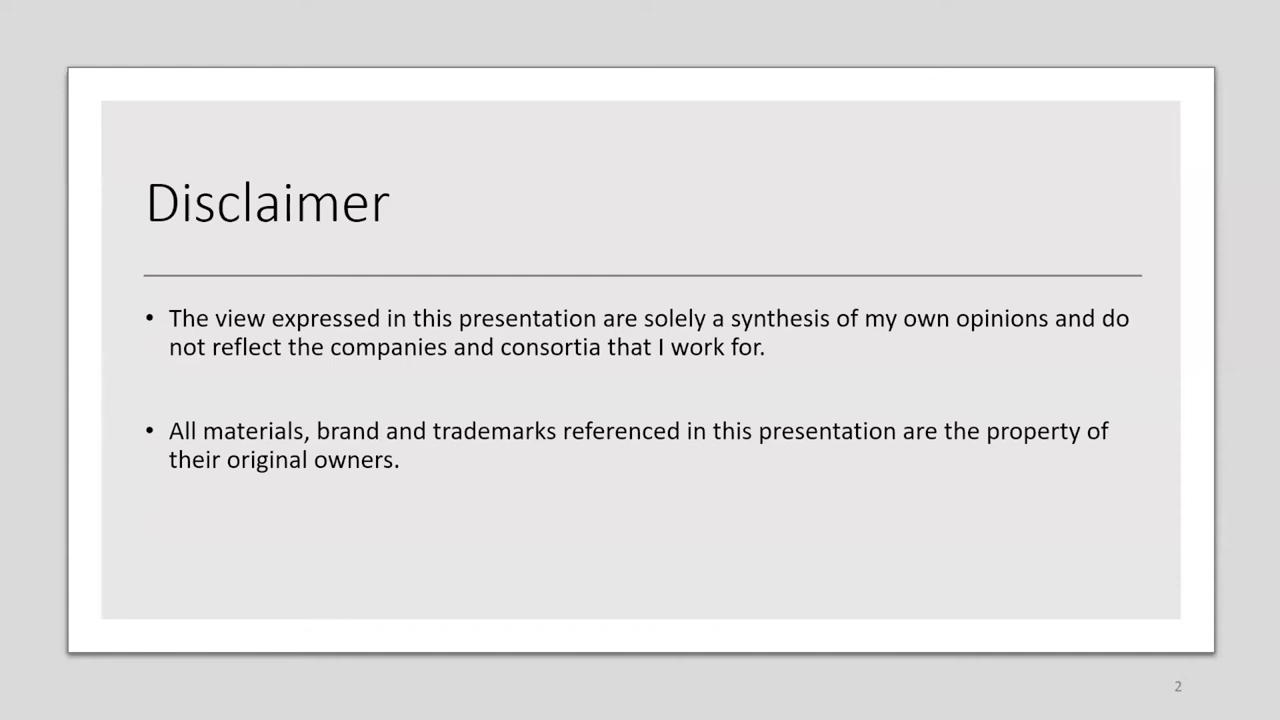 Disclaimer
• The view expressed in this presentation are solely a synthesis of my own opinions and do
not reflect the companies and consortia that I work for.
• All materials, brand and trademarks referenced in this presentation are the property of
their original owners.
2